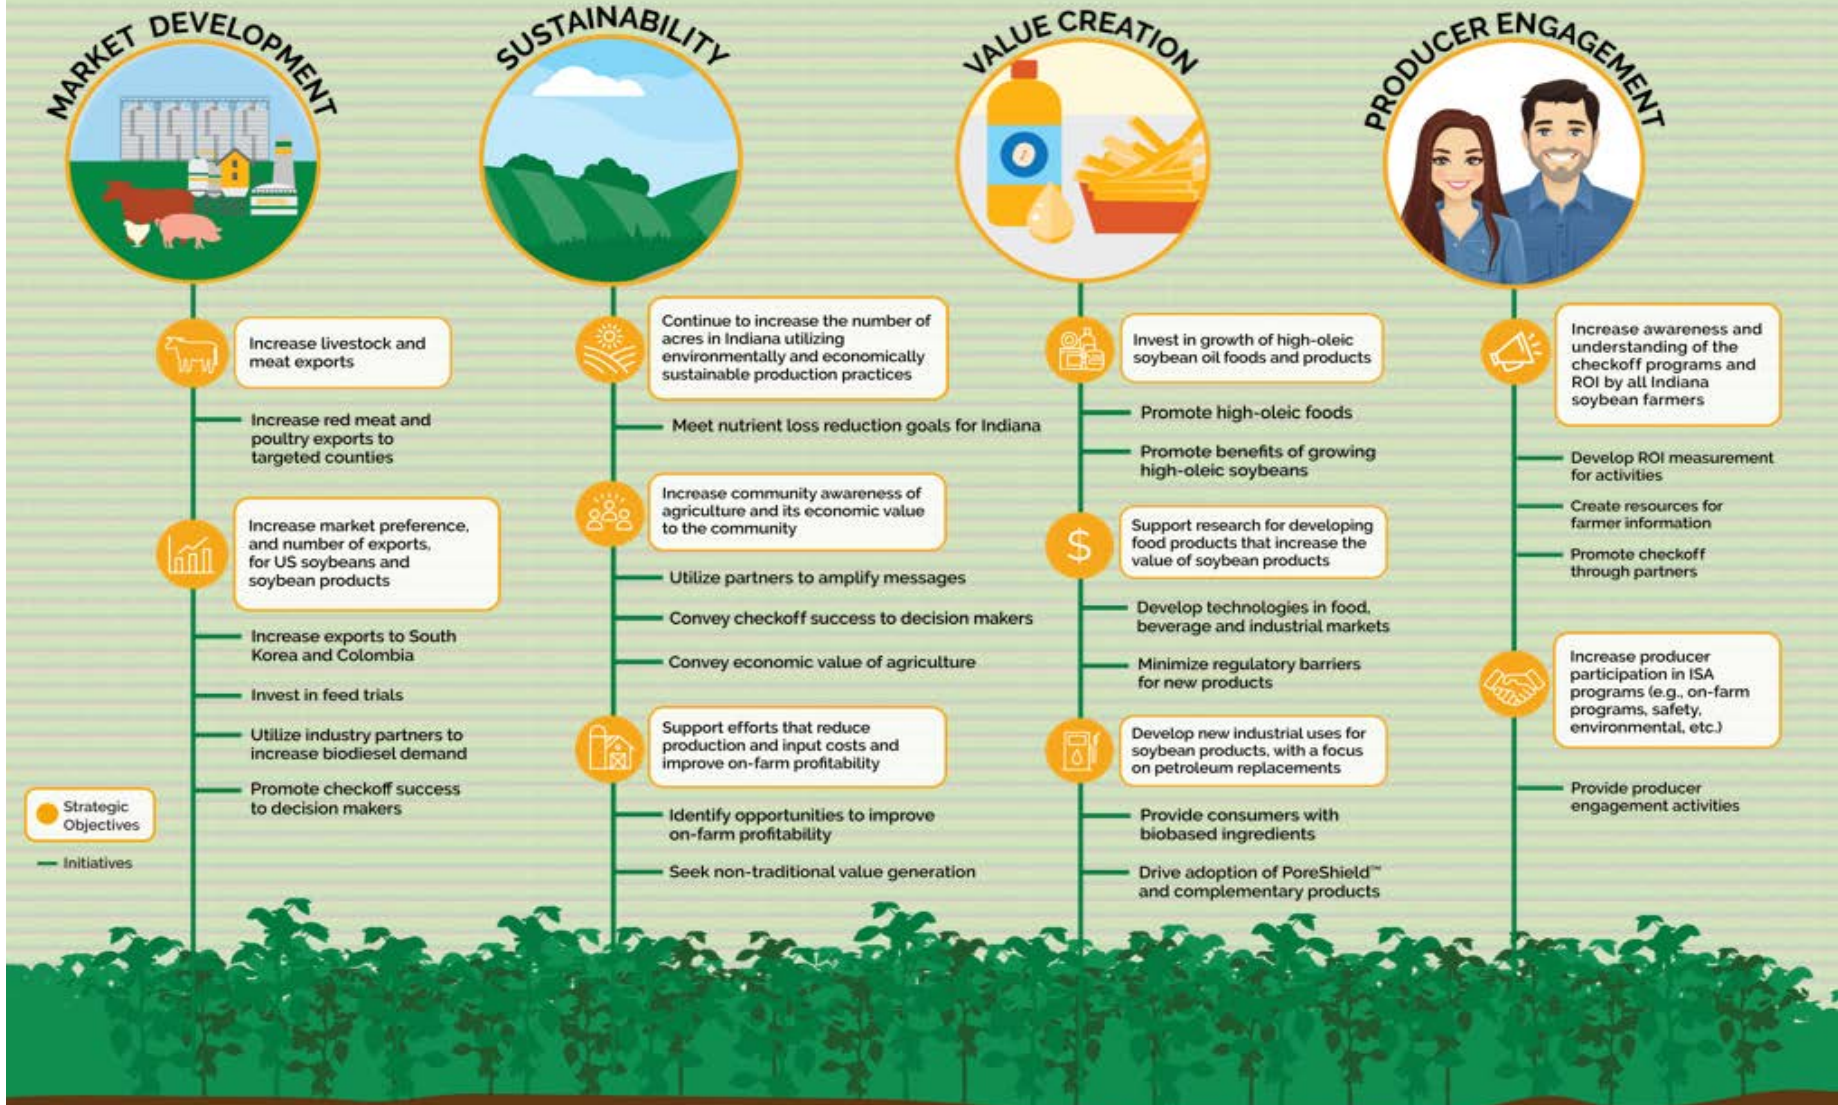 MARKET DEVELOPMENT
Increase livestock and
meat exports
Increase red meat and
poultry exports to
targeted counties
Increase market preference,
and number of exports,
for US soybeans and
soybean products
Increase exports to South
Korea and Colombia
Invest in feed trials
Utilize industry partners to
increase biodiesel demand
Promote checkoff success
to decision makers
Strategic
Objectives
Initiatives
SUSTAINABILITY
Continue to increase the number of
acres in Indiana utilizing
environmentally and economically
sustainable production practices
Meet nutrient loss reduction goals for Indiana
Increase community awareness of
agriculture and its economic value
to the community
Utilize partners to amplify messages
Convey checkoff success to decision makers
Convey economic value of agriculture
Support efforts that reduce
production and input costs and
improve on-farm profitability
Identify opportunities to improve
on-farm profitability
Seek non-traditional value generation
VALUE CREATION
Invest in growth of high-oleic
soybean oil foods and products
Promote high-oleic foods
Promote benefits of growing
high-oleic soybeans
$
Support research for developing
food products that increase the
value of soybean products
Develop technologies in food,
beverage and industrial markets
Minimize regulatory barriers
for new products
Develop new industrial uses for
soybean products, with a focus
on petroleum replacements
Provide consumers with
biobased ingredients
Drive adoption of PoreShield™
and complementary products
PRODUCER ENGAGEMENT
Increase awareness and
understanding of the
checkoff programs and
ROI by all Indiana
soybean farmers
Develop ROI measurement
for activities
Create resources for
farmer information
Promote checkoff
through partners
Increase producer
participation in ISA
programs (e.g., on-farm
programs, safety,
environmental, etc.)
Provide producer
engagement activities